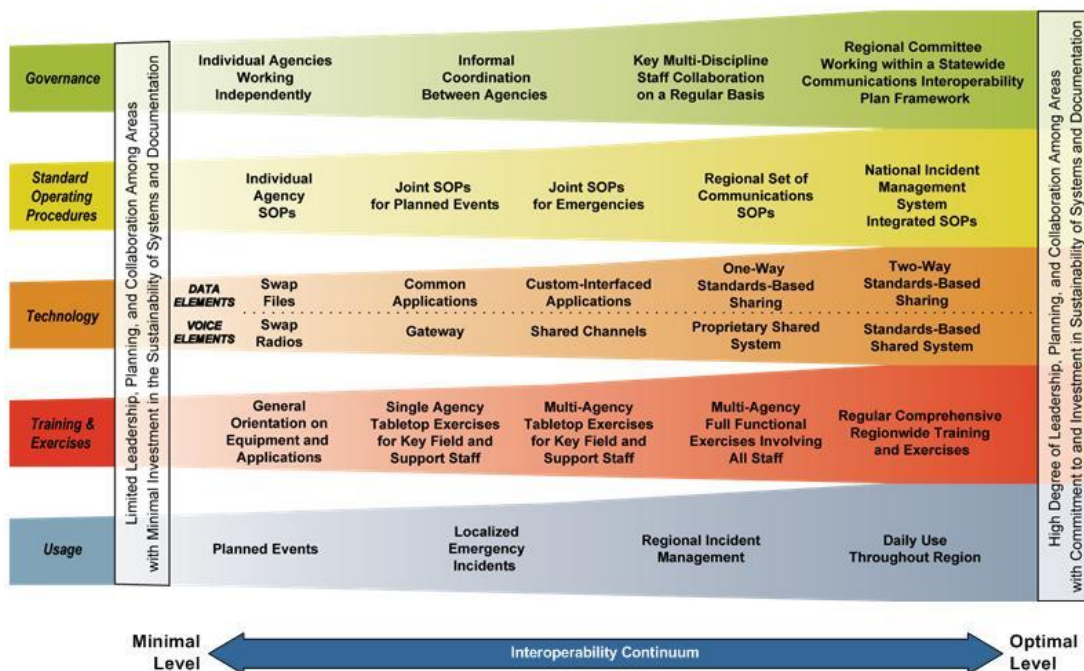 Governance
Individual Agencies
Working
Independently
Informal
Coordination
Between Agencies
Key Multi-Discipline
Staff Collaboration
on a Regular Basis
Regional Committee
Working within a Statewide
Communications Interoperability
Plan Framework
Standard
Operating
Procedures
Individual
Agency
SOPs
Joint SOPs
for Planned Events
Joint SOPs
for Emergencies
Regional Set of
Communications
SOPs
National Incident
Management
System
Integrated SOPs
Technology
DATA
ELEMENTS
Swap
Files
Common
Applications
Custom-Interfaced
Applications
One-Way
Standards-Based
Sharing
Two-Way
Standards-Based
Sharing
VOICE
ELEMENTS
Swap
Radios
Gateway
Shared Channels
Proprietary Shared
System
Standards-Based
Shared System
Training &
Exercises
General
Orientation on
Equipment and
Applications
Single Agency
Tabletop Exercises
for Key Field and
Support Staff
Multi-Agency
Tabletop Exercises
for Key Field and
Support Staff
Multi-Agency
Full Functional
Exercises Involving
All Staff
Regular Comprehensive
Regionwide Training
and Exercises
Usage
Planned Events
Localized
Emergency
Incidents
Regional Incident
Management
Daily Use
Throughout Region
Limited Leadership, Planning, and Collaboration Among Areas
with Minimal Investment in the Sustainability of Systems and Documentation
High Degree of Leadership, Planning, and Collaboration Among Areas
with Commitment to and Investment in Sustainability of Systems and Documentation
Minimal
Level
Interoperability Continuum
Optimal
Level